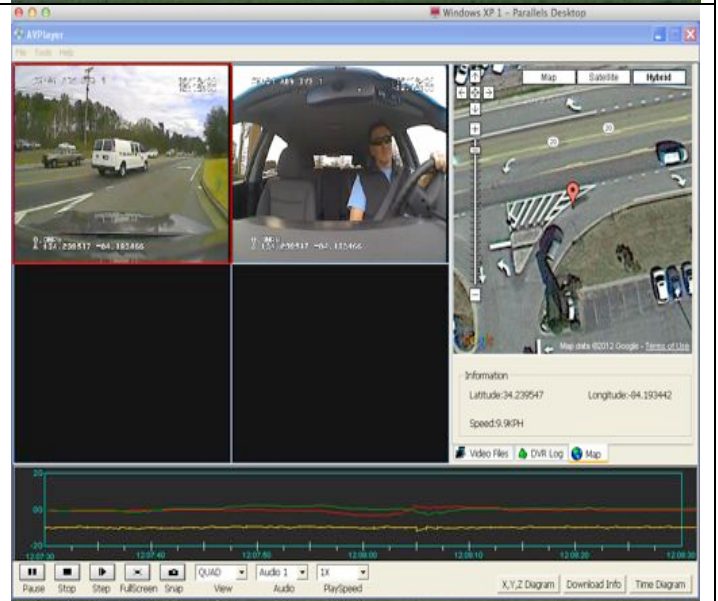 Windows XP 1 - Parallels Desktop
AVPlayer
File Tools Help
Map Satellite Hybrid
20
20
Google
Map data ©2012 Google - Terms of Use
Information
Latitude:34.239547 Longitude:-84.193442
Speed:9.9KPH
Video Files DVR Log Map
20
00
-20
12:07:30 12:07:40 12:07:50 12:08:00 12:08:10 12:08:20 12:08:30
QUAD Audio 1 1X
Pause Stop Step FullScreen Snap View Audio PlaySpeed
X,Y,Z Diagram Download Info Time Diagram